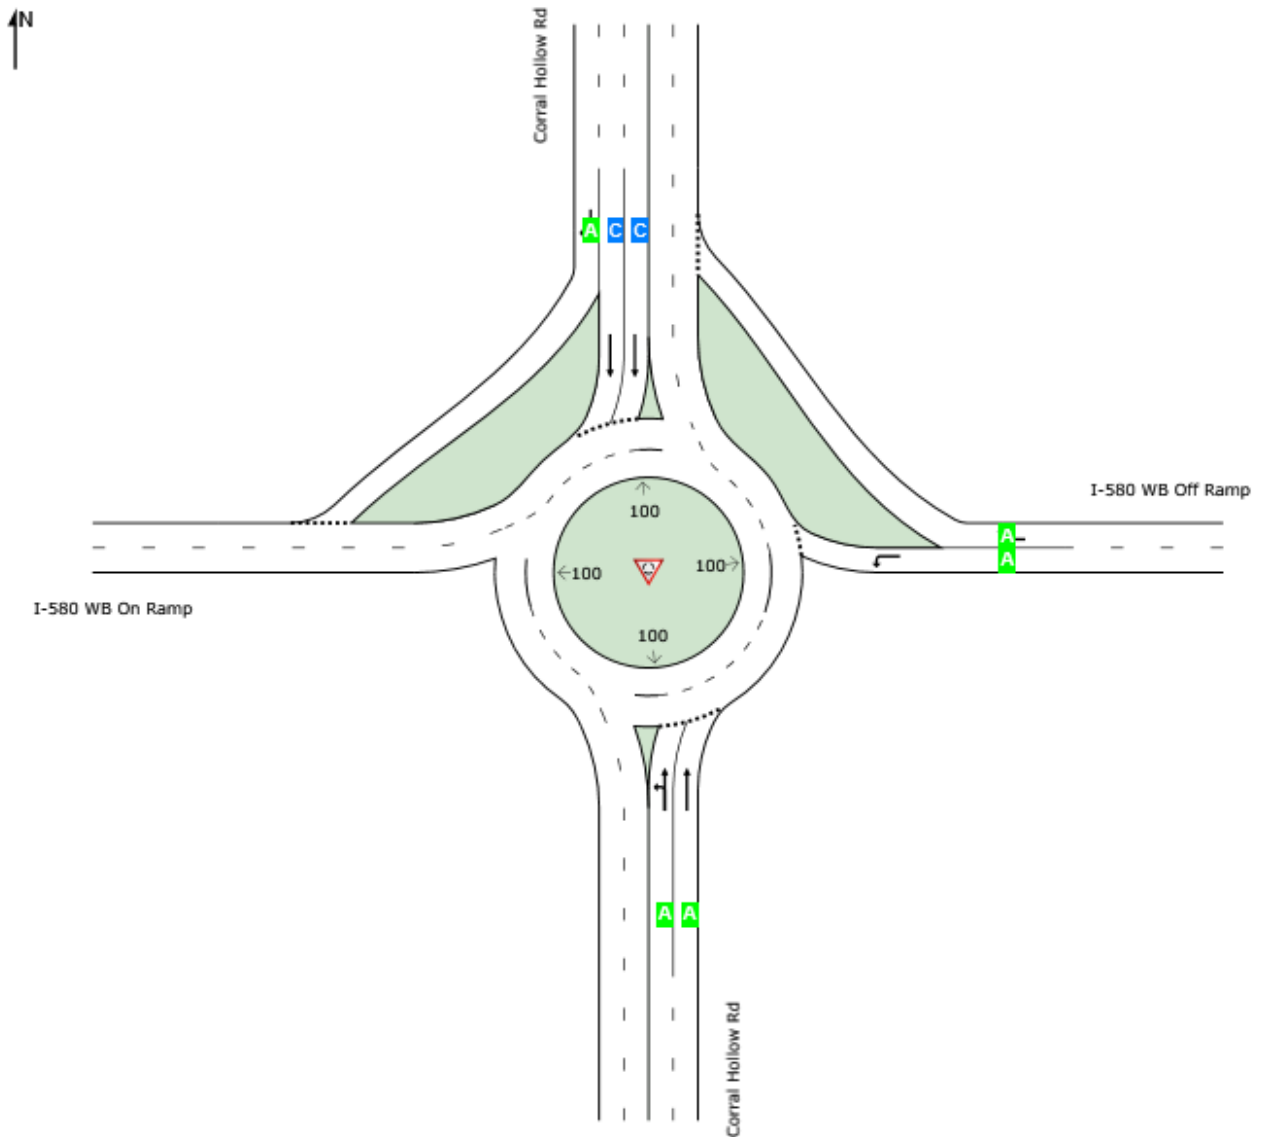 N
Corral Hollow Rd
A C C
I-580 WB Off Ramp
100
A
100
100
A
I-580 WB On Ramp
100
A A
Corral Hollow Rd